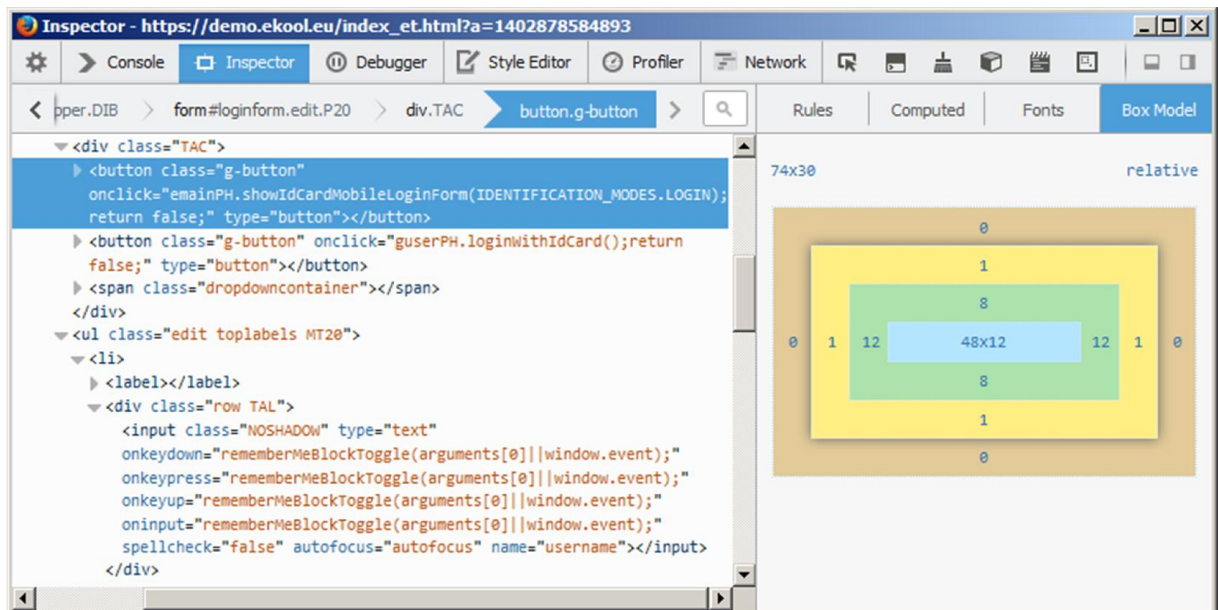 Inspector - https://demo.ekool.eu/index_et.html?a=1402878584893
Console Inspector Debugger Style Editor Profiler Network
pper.DIB form#loginform.edit.P20 div.TAC button.g-button
Rules Computed Fonts Box Model
<div class="TAC">
<button class="g-button"
onclick="emainPH.showIdCardMobileLoginForm(IDENTIFICATION_MODES.LOGIN);
return false;" type="button"></button>
<button class="g-button" onclick="guserPH.loginWithIdCard();return
false;" type="button"></button>
<span class="dropdowncontainer"></span>
</div>
<ul class="edit toplabels MT20">
<li>
<label></label>
<div class="row TAL">
<input class="NOSHADOW" type="text"
onkeydown="rememberMeBlockToggle(arguments[0]||window.event);"
onkeypress="rememberMeBlockToggle(arguments[0]||window.event);"
onkeyup="rememberMeBlockToggle(arguments[0]||window.event);"
oninput="rememberMeBlockToggle(arguments[0]||window.event);"
spellcheck="false" autofocus="autofocus" name="username"></input>
</div>
74x30 relative
0
1
8
0 1 12 48x12 12 1 0
8
1
0